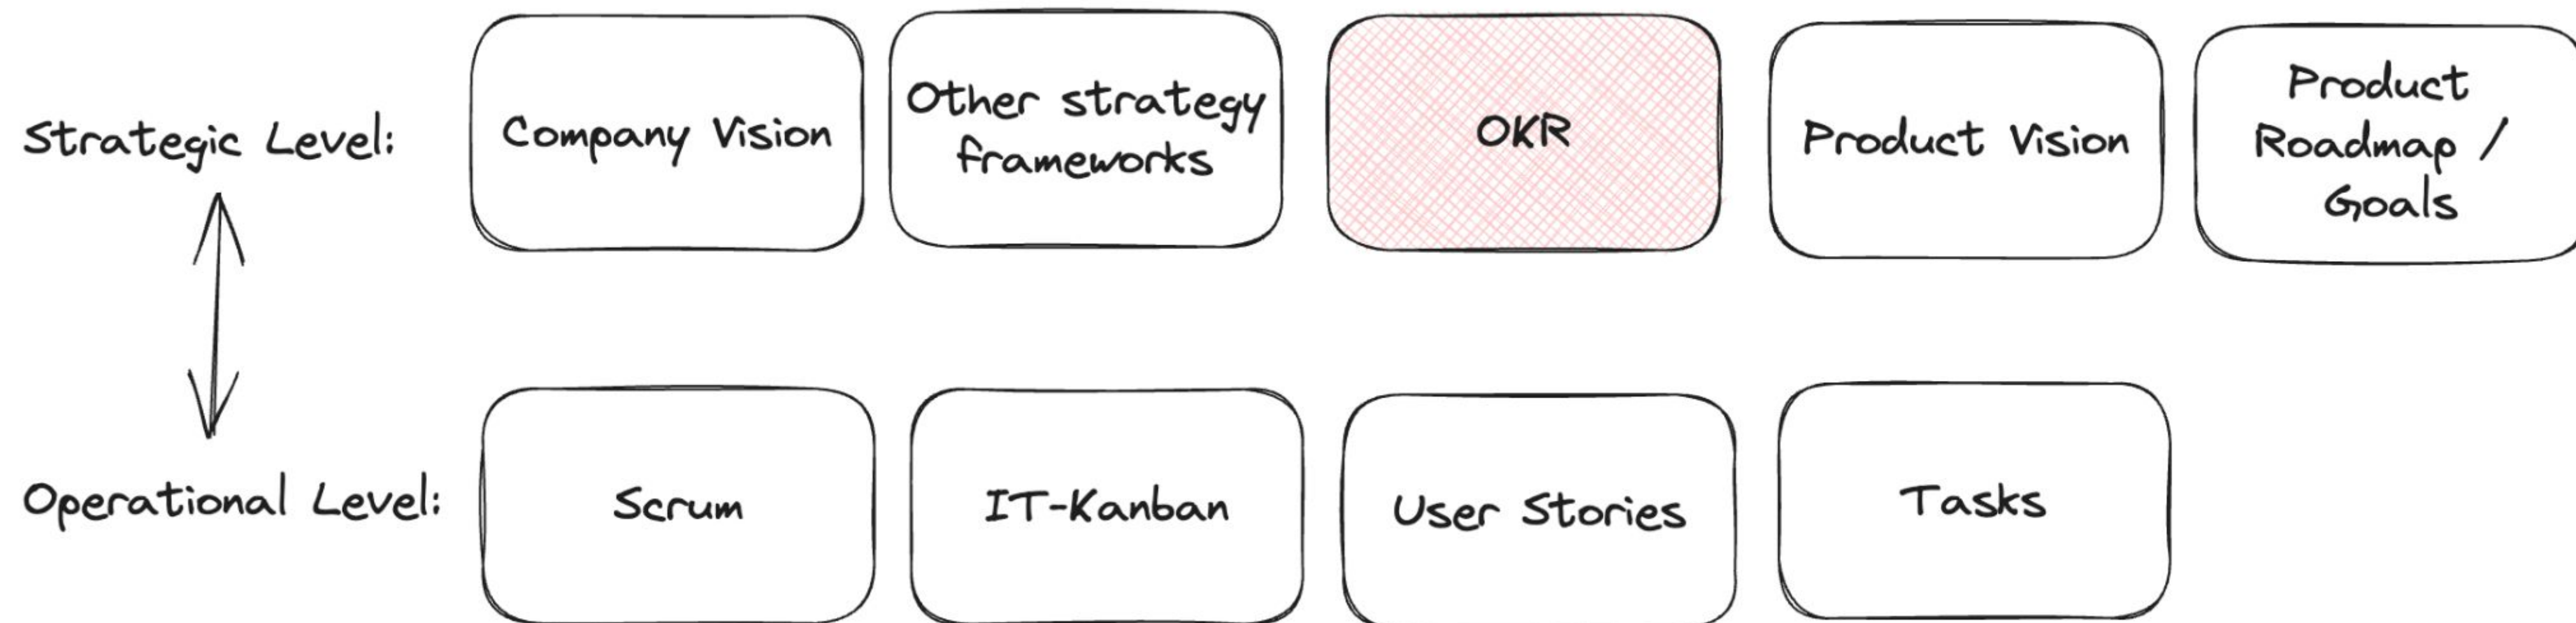 Strategic Level:
Company Vision
Other strategy
frameworks
OKR
Product Vision
Product
Roadmap /
Goals
Operational Level:
Scrum
IT-Kanban
User Stories
Tasks